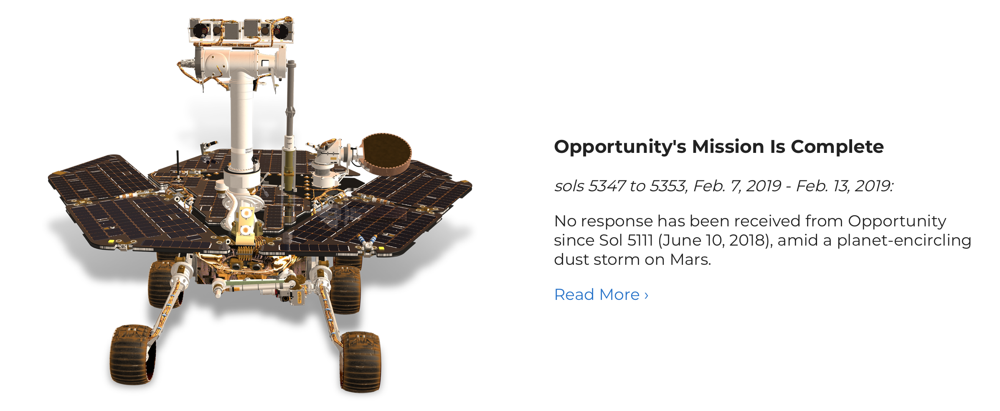 Opportunity's Mission Is Complete
sols 5347 to 5353, Feb. 7, 2019 - Feb. 13, 2019:
No response has been received from Opportunity
since Sol 5111 (June 10, 2018), amid a planet-encircling
dust storm on Mars.
Read More ›